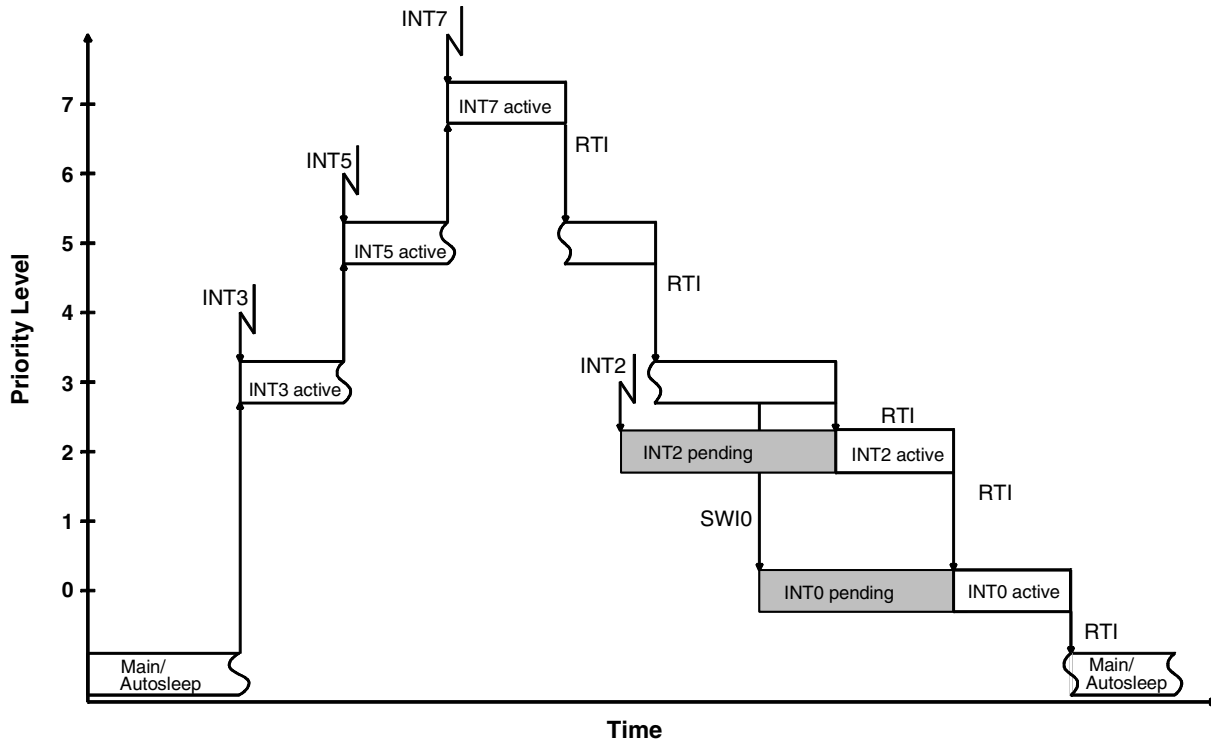 INT7
7
INT7 active
RTI
INT5
6
5
INT5 active
RTI
INT3
4
INT2
3
INT3 active
RTI
2
INT2 pending
INT2 active
RTI
1
SWI0
0
INT0 pending
INT0 active
RTI
Main/
Autosleep
Main/
Autosleep
Priority Level
Time